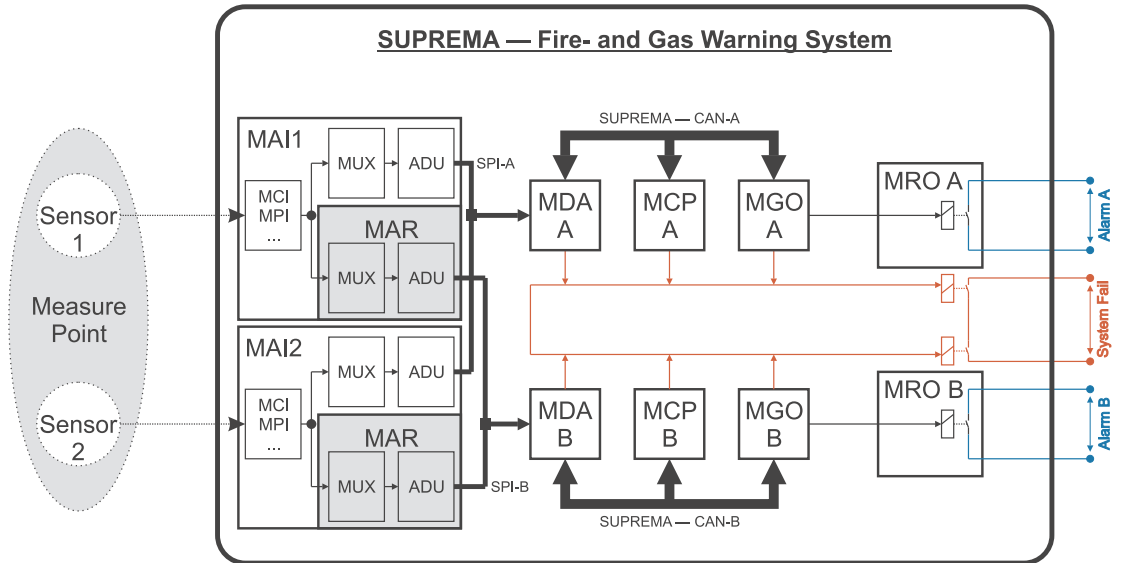 SUPREMA — Fire- and Gas Warning System
Measure
Point
Sensor
1
Sensor
2
MAI1
MCI
MPI
...
MUX
ADU
MAR
MUX
ADU
MAI2
MCI
MPI
...
MUX
ADU
MAR
MUX
ADU
SPI-A
SPI-B
SUPREMA — CAN-A
MDA
A
MCP
A
MGO
A
MRO A
Alarm A
System Fail
MDA
B
MCP
B
MGO
B
MRO B
Alarm B
SUPREMA — CAN-B